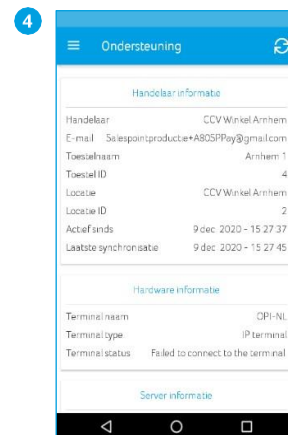 4
Ondersteuning
Handelaar informatie
Handelaar CCV Winkel Arnhem
E-mail Salespointproductie+A805PPay@gmail.com
Toestelnaam Arnhem 1
Toestel ID 4
Locatie CCV Winkel Arnhem
Locatie ID 2
Actief sinds 9 dec. 2020 - 15:27:37
Laatste synchronisatie 9 dec. 2020 - 15:27:45
Hardware informatie
Terminal naam OPI-NL
Terminal type IP terminal
Terminal status Failed to connect to the terminal
Server informatie